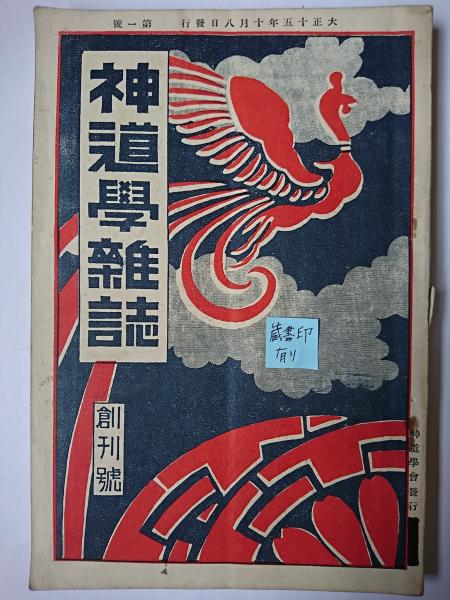 大正十五年十月八日發行 第一號
神道學雜誌
創刊號
藏書印
有り
神道學會發行